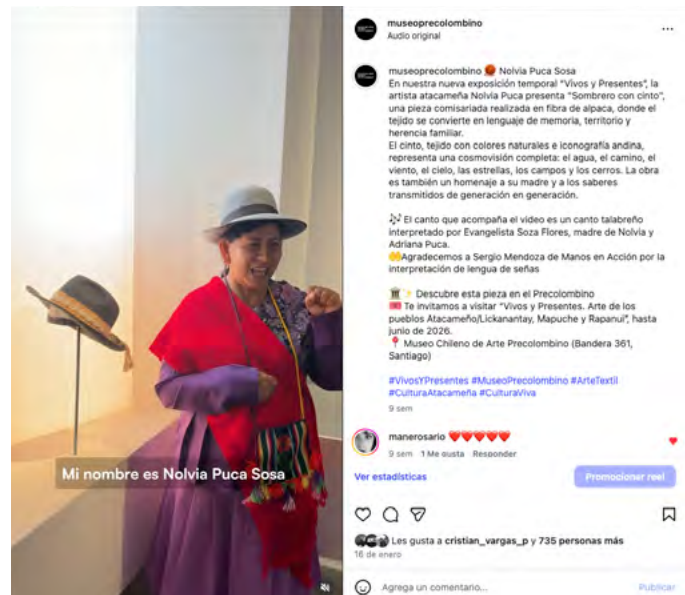 Mi nombre es Nolvia Puca Sosa
museoprecolombino
Audio original
museoprecolombino Nolvia Puca Sosa
En nuestra nueva exposición temporal "Vivos y Presentes", la
artista atacameña Nolvia Puca presenta "Sombrero con cinto",
una pieza comisariada realizada en fibra de alpaca, donde el
tejido se convierte en lenguaje de memoria, territorio y
herencia familiar.
El cinto, tejido con colores naturales e iconografía andina,
representa una cosmovisión completa: el agua, el camino, el
viento, el cielo, las estrellas, los campos y los cerros. La obra
es también un homenaje a su madre y a los saberes
transmitidos de generación en generación.
🎶 El canto que acompaña el video es un canto talabreño
interpretado por Evangelista Soza Flores, madre de Nolvia y
Adriana Puca.
🤲Agradecemos a Sergio Mendoza de Manos en Acción por la
interpretación de lengua de señas
🏛️✨ Descubre esta pieza en el Precolombino
🎟️ Te invitamos a visitar "Vivos y Presentes. Arte de los
pueblos Atacameño/Lickanantay, Mapuche y Rapanui", hasta
junio de 2026.
📍 Museo Chileno de Arte Precolombino (Bandera 361,
Santiago)
#VivosYPresentes #MuseoPrecolombino #ArteTextil
#CulturaAtacameña #CulturaViva
9 sem
manerosario ❤️❤️❤️❤️❤️
9 sem 1 Me gusta Responder
Ver estadísticas
Promocionar reel
Les gusta a cristian_vargas_p y 735 personas más
16 de enero
Agrega un comentario...
Publicar